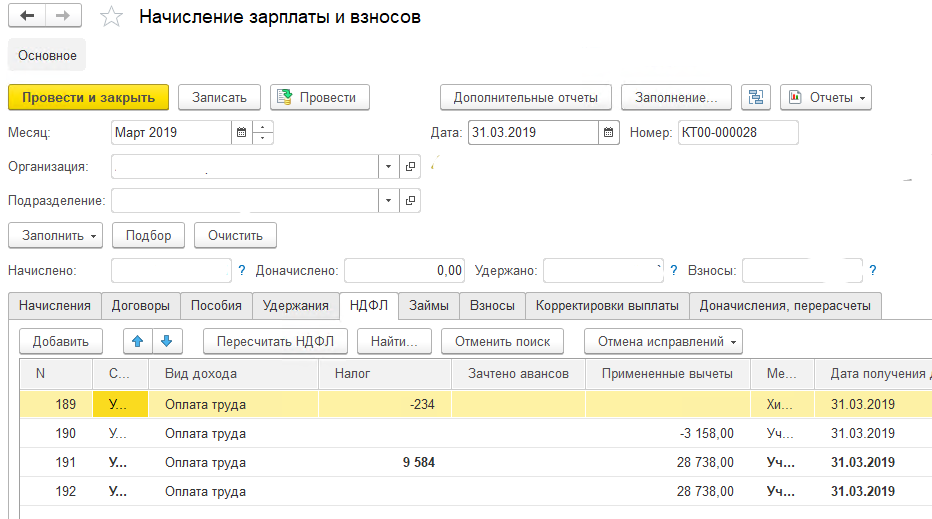 Начисление зарплаты и взносов
Основное
Провести и закрыть Записать Провести Дополнительные отчеты Заполнение... Отчеты
Месяц: Март 2019 Дата: 31.03.2019 Номер: КТ00-000028
Организация:
Подразделение:
Заполнить Подбор Очистить
Начислено: ? Доначислено: 0,00 Удержано: ? Взносы: ?
Начисления Договоры Пособия Удержания НДФЛ Займы Взносы Корректировки выплаты Доначисления, перерасчеты
Добавить Пересчитать НДФЛ Найти... Отменить поиск Отмена исправлений
N С... Вид дохода Налог Зачтено авансов Примененные вычеты Ме... Дата получения д
189 У... Оплата труда -234 Хи... 31.03.2019
190 У... Оплата труда -3 158,00 Уч... 31.03.2019
191 У... Оплата труда 9 584 28 738,00 Уч... 31.03.2019
192 У... Оплата труда 28 738,00 Уч... 31.03.2019